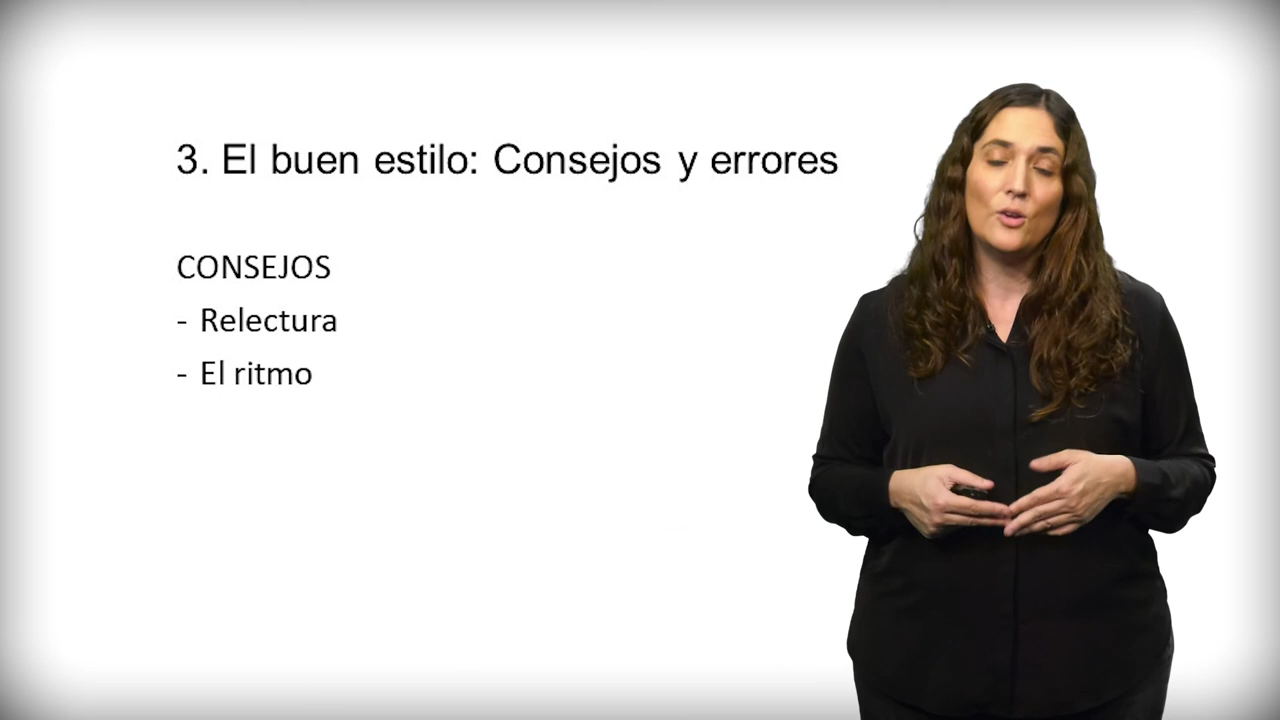 3. El buen estilo: Consejos y errores
CONSEJOS
- Relectura
- El ritmo